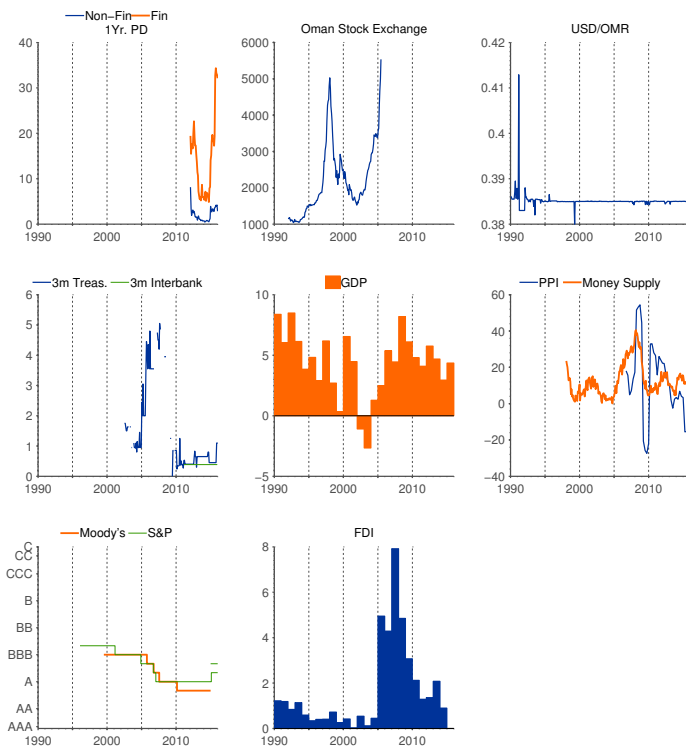 Non−Fin Fin
1Yr. PD
40
30
20
10
0
1990 2000 2010
Oman Stock Exchange
6000
5000
4000
3000
2000
1000
1990 2000 2010
USD/OMR
0.42
0.41
0.4
0.39
0.38
1990 2000 2010
3m Treas. 3m Interbank
6
5
4
3
2
1
0
1990 2000 2010
GDP
10
5
0
−5
1990 2000 2010
PPI Money Supply
60
40
20
0
−20
−40
1990 2000 2010
Moody's S&P
C
CC
CCC
B
BB
BBB
A
AA
AAA
1990 2000 2010
FDI
8
6
4
2
0
1990 2000 2010